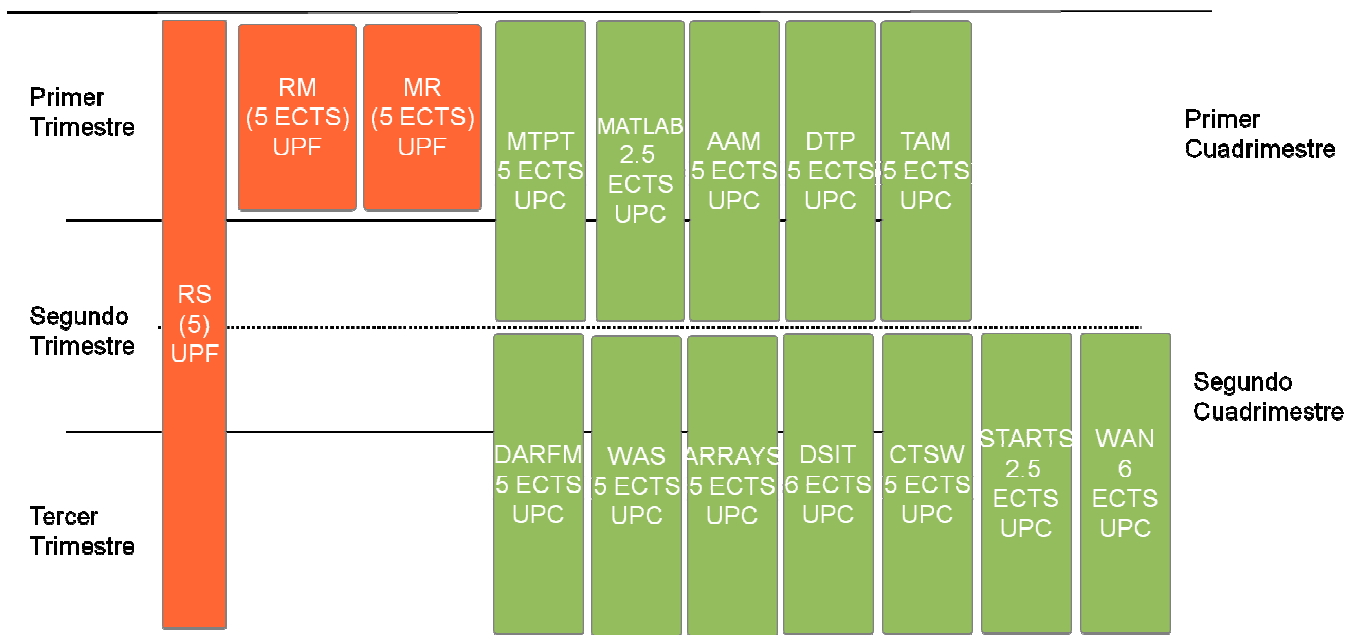 Primer
Trimestre
RM
(5 ECTS)
UPF
MR
(5 ECTS)
UPF
MTPT
5 ECTS
UPC
MATLAB
2.5
ECTS
UPC
AAM
5 ECTS
UPC
DTP
5 ECTS
UPC
TAM
(5 ECTS)
UPC
Primer
Cuadrimestre
Segundo
Trimestre
RS
(5)
UPF
Segundo
Cuadrimestre
Tercer
Trimestre
DARFM
5 ECTS
UPC
WAS
(5 ECTS)
UPC
ARRAYS
5 ECTS
UPC
DSIT
6 ECTS
UPC
CTSW
5 ECTS
UPC
STARTS
2.5
ECTS
UPC
WAN
6
ECTS
UPC